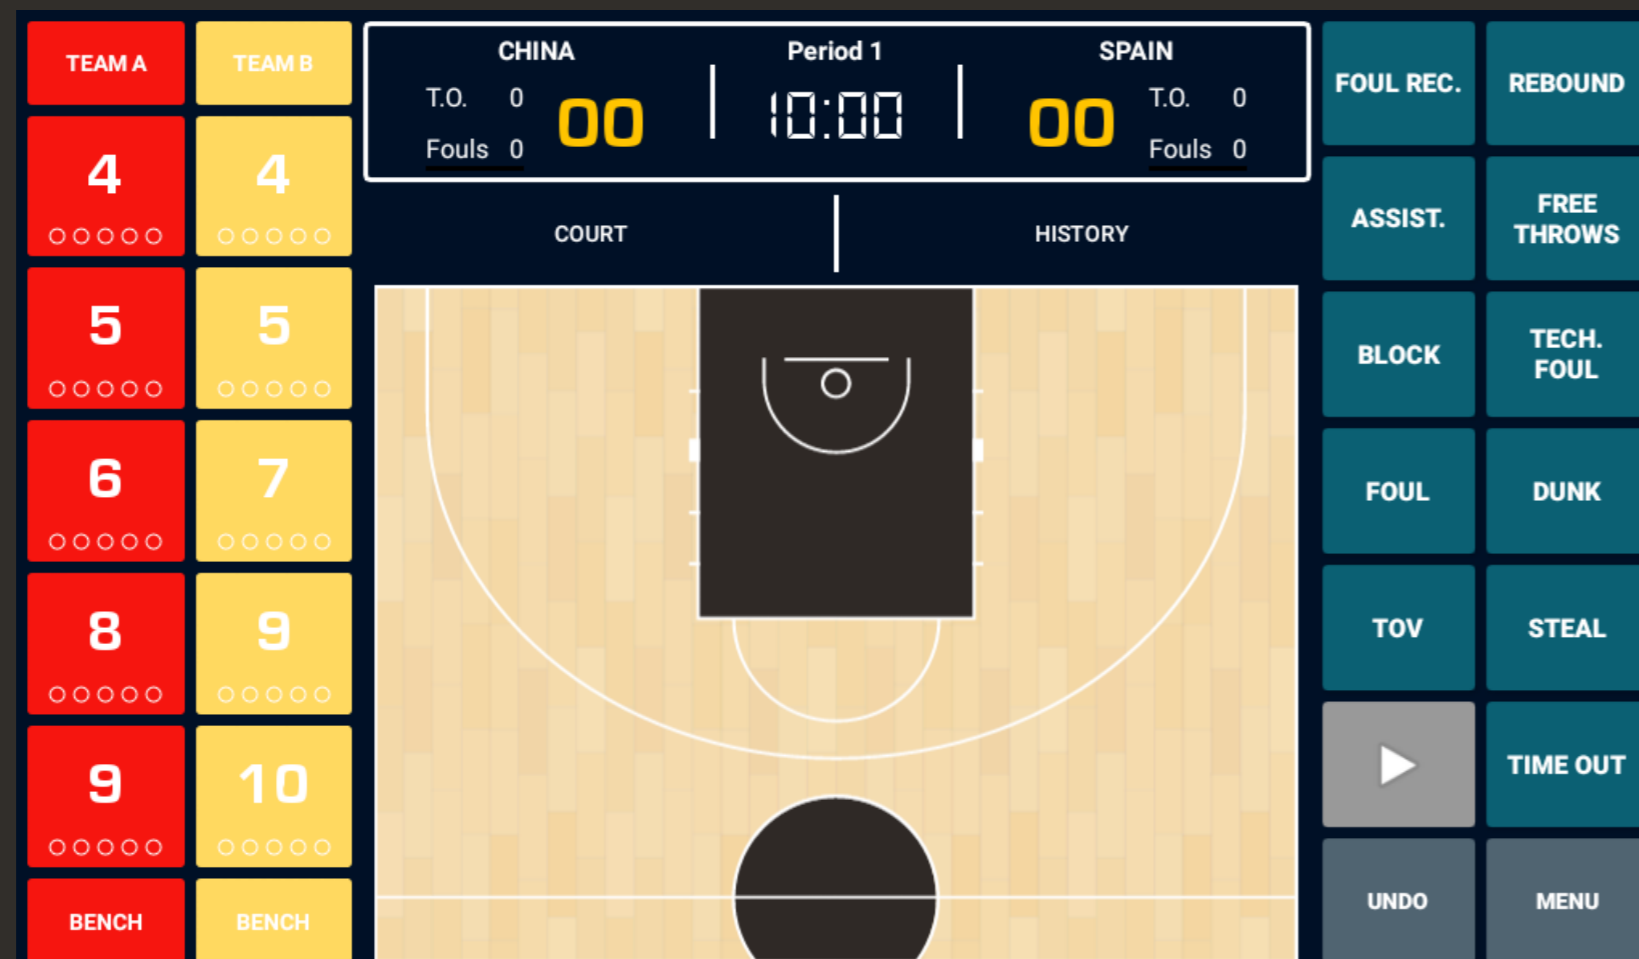 TEAM A
TEAM B
4
4
5
5
6
7
8
9
9
10
BENCH
BENCH
CHINA
T.O. 0
Fouls 0
00
Period 1
10:00
SPAIN
00
T.O. 0
Fouls 0
COURT
HISTORY
FOUL REC.
REBOUND
ASSIST.
FREE
THROWS
BLOCK
TECH.
FOUL
FOUL
DUNK
TOV
STEAL
TIME OUT
UNDO
MENU